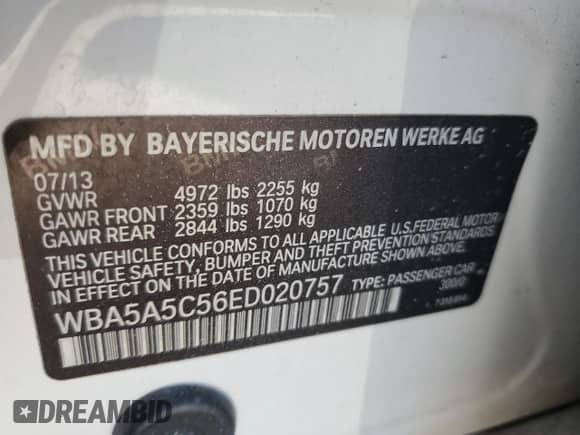 MFD BY BAYERISCHE MOTOREN WERKE AG
07/13
GVWR 4972 lbs 2255 kg
GAWR FRONT 2359 lbs 1070 kg
GAWR REAR 2844 lbs 1290 kg
THIS VEHICLE CONFORMS TO ALL APPLICABLE U.S.FEDERAL MOTOR
VEHICLE SAFETY, BUMPER AND THEFT PREVENTION STANDARDS
IN EFFECT ON THE DATE OF MANUFACTURE SHOWN ABOVE.
WBA5A5C56ED020757 TYPE: PASSENGER CAR
DREAMBID